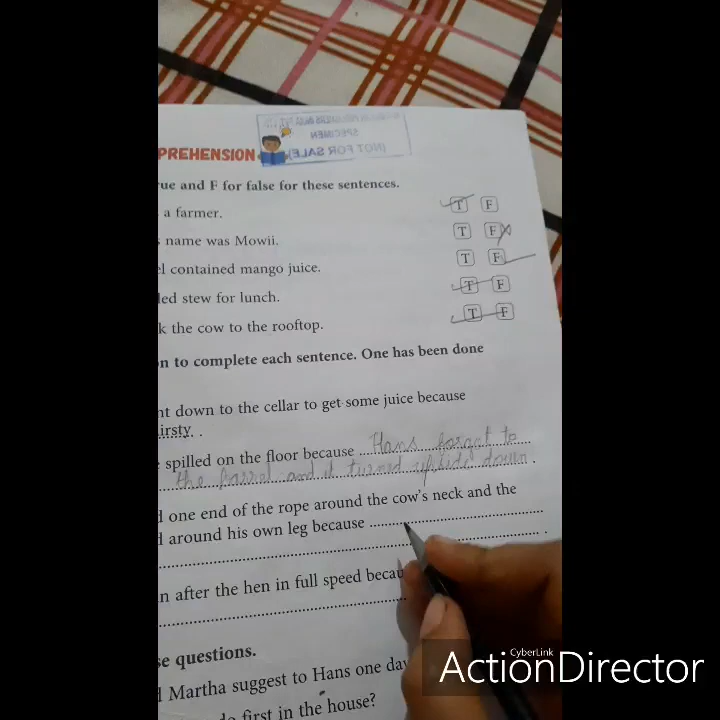 PREHENSION
SPECIMEN
(NOT FOR SALE)
ue and F for false for these sentences.
a farmer. T F
name was Mowii. T F
el contained mango juice. T F
led stew for lunch. T F
k the cow to the rooftop. T F
n to complete each sentence. One has been done
nt down to the cellar to get some juice because
irsty. .
spilled on the floor because Hans forgot to
the barrel and it turned upside down .
d one end of the rope around the cow's neck and the
d around his own leg because
n after the hen in full speed becau
se questions.
d Martha suggest to Hans one day
do first in the house?
CyberLink
ActionDirector